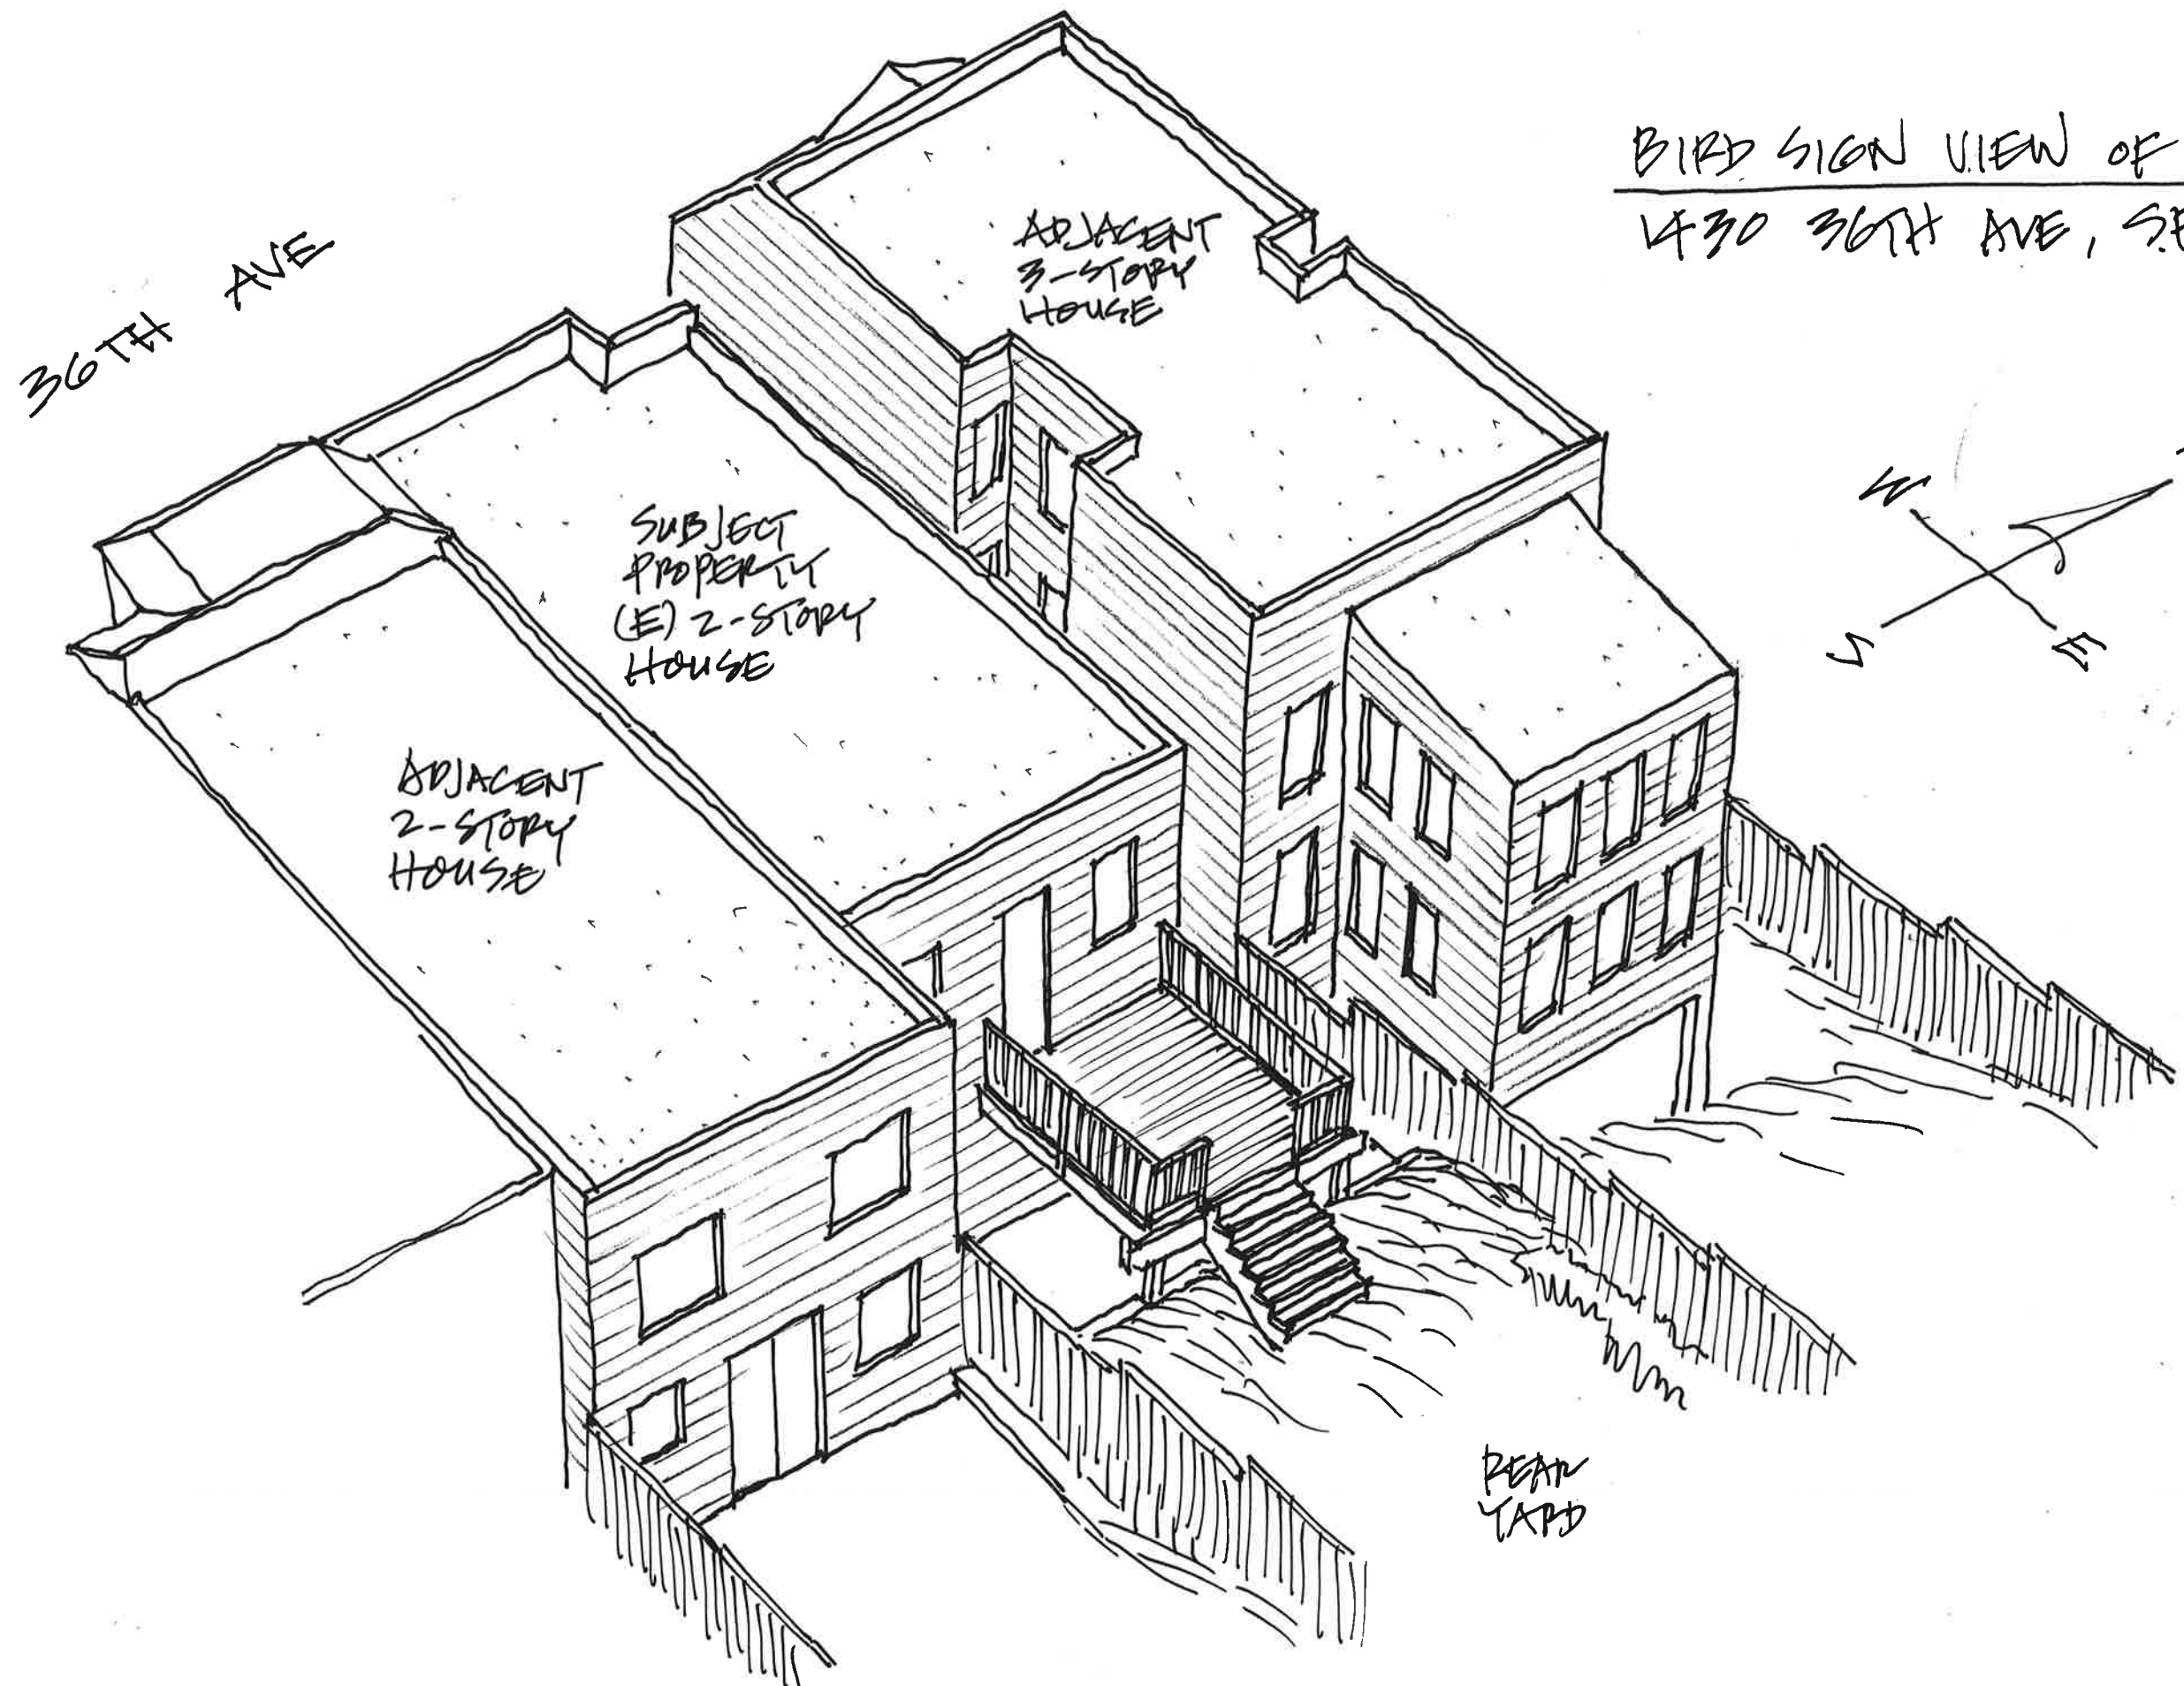 BIRD SIGN VIEW OF
1430 36TH AVE, S.F
36TH AVE
ADJACENT
3-STORY
HOUSE
SUBJECT
PROPERTY
(E) 2-STORY
HOUSE
ADJACENT
2-STORY
HOUSE
W
S
E
REAR
YARD